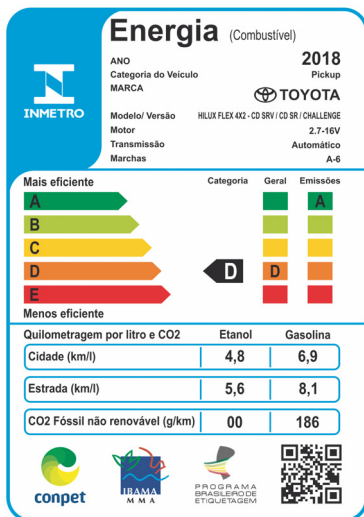 Energia (Combustível)
ANO 2018
Categoria do Veículo Pickup
MARCA TOYOTA
INMETRO
Modelo/ Versão HILUX FLEX 4X2 - CD SRV / CD SR / CHALLENGE
Motor 2.7-16V
Transmissão Automático
Marchas A-6
Mais eficiente Categoria Geral Emissões
A A
B
C
D D D
E
Menos eficiente
Quilometragem por litro e CO2 Etanol Gasolina
Cidade (km/l) 4,8 6,9
Estrada (km/l) 5,6 8,1
CO2 Fóssil não renovável (g/km) 00 186
conpet
IBAMA
MMA
PROGRAMA
BRASILEIRO DE
ETIQUETAGEM